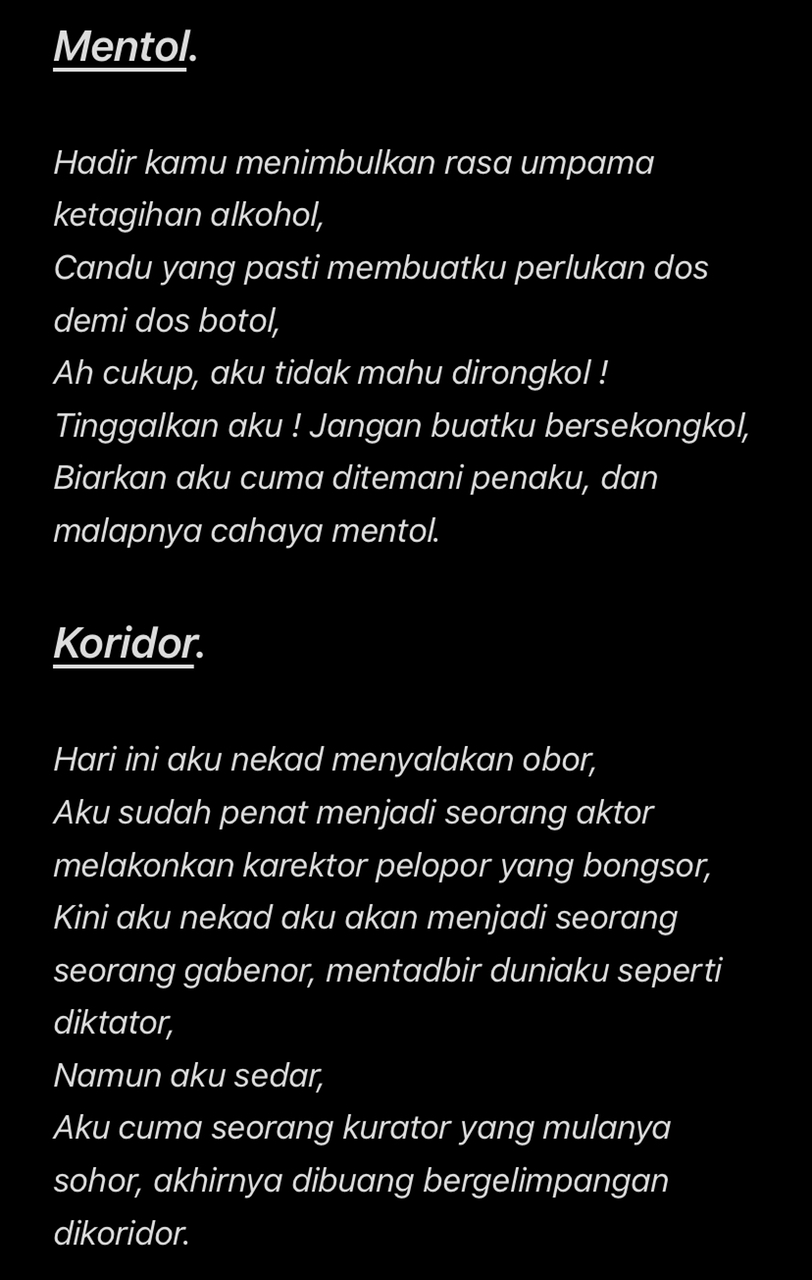 Mentol.
Hadir kamu menimbulkan rasa umpama
ketagihan alkohol,
Candu yang pasti membuatku perlukan dos
demi dos botol,
Ah cukup, aku tidak mahu dirongkol !
Tinggalkan aku ! Jangan buatku bersekongkol,
Biarkan aku cuma ditemani penaku, dan
malapnya cahaya mentol.
Koridor.
Hari ini aku nekad menyalakan obor,
Aku sudah penat menjadi seorang aktor
melakonkan karektor pelopor yang bongsor,
Kini aku nekad aku akan menjadi seorang
seorang gabenor, mentadbir duniaku seperti
diktator,
Namun aku sedar,
Aku cuma seorang kurator yang mulanya
sohor, akhirnya dibuang bergelimpangan
dikoridor.